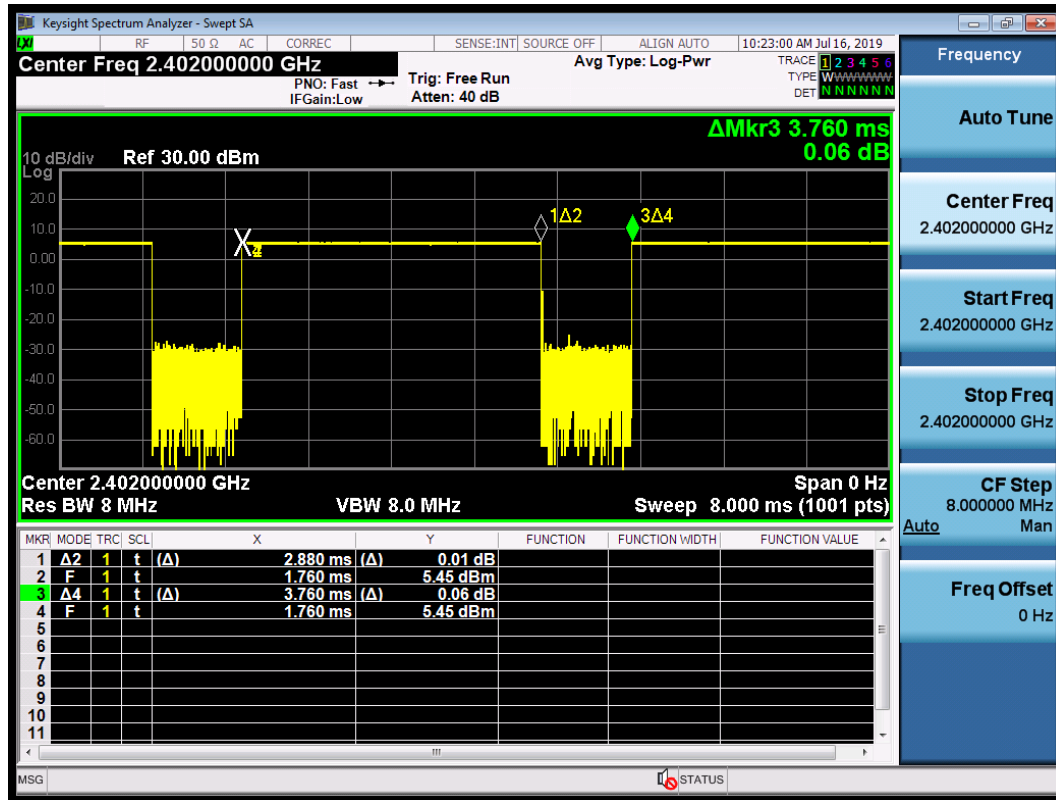 Keysight Spectrum Analyzer - Swept SA
LXI RF 50 Ω AC CORREC SENSE:INT SOURCE OFF ALIGN AUTO 10:23:00 AM Jul 16, 2019
Center Freq 2.402000000 GHz
PNO: Fast
IFGain:Low
Trig: Free Run
Atten: 40 dB
Avg Type: Log-Pwr
TRACE 1 2 3 4 5 6
TYPE WWWWWW
DET N N N N N N
ΔMkr3 3.760 ms
0.06 dB
10 dB/div Ref 30.00 dBm
Log
20.0
10.0
0.00
-10.0
-20.0
-30.0
-40.0
-50.0
-60.0
1Δ2
3Δ4
Center 2.402000000 GHz Span 0 Hz
Res BW 8 MHz VBW 8.0 MHz Sweep 8.000 ms (1001 pts)
MKR MODE TRC SCL X Y FUNCTION FUNCTION WIDTH FUNCTION VALUE
1 Δ2 1 t (Δ) 2.880 ms (Δ) 0.01 dB
2 F 1 t 1.760 ms 5.45 dBm
3 Δ4 1 t (Δ) 3.760 ms (Δ) 0.06 dB
4 F 1 t 1.760 ms 5.45 dBm
5
6
7
8
9
10
11
MSG STATUS
Frequency
Auto Tune
Center Freq
2.402000000 GHz
Start Freq
2.402000000 GHz
Stop Freq
2.402000000 GHz
CF Step
8.000000 MHz
Auto Man
Freq Offset
0 Hz